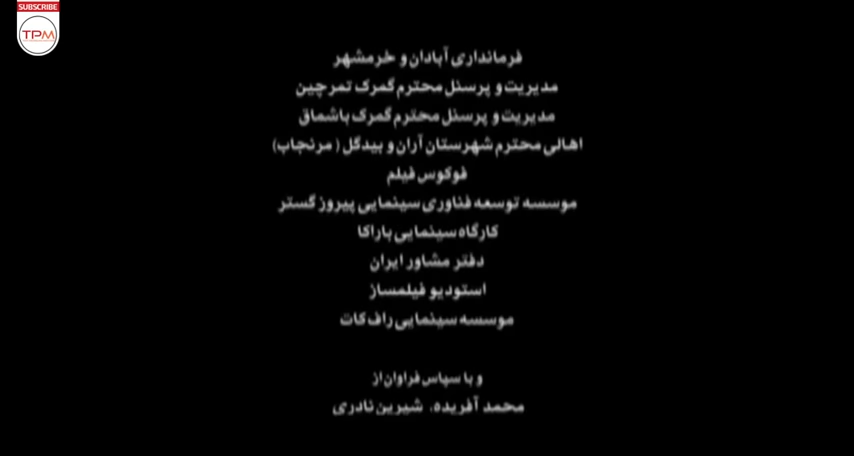 SUBSCRIBE
TPM
فرمانداری آبادان و خرمشهر
مدیریت و پرسنل محترم گمرک تمرچین
مدیریت و پرسنل محترم گمرک باشماق
اهالی محترم شهرستان آران و بیدگل ( مرنجاب)
فوکوس فیلم
موسسه توسعه فناوری سینمایی پیروز گستر
کارگاه سینمایی باراکا
دفتر مشاور ایران
استودیو فیلمساز
موسسه سینمایی راف کات
و با سپاس فراوان از
محمد آفریده، شیرین نادری